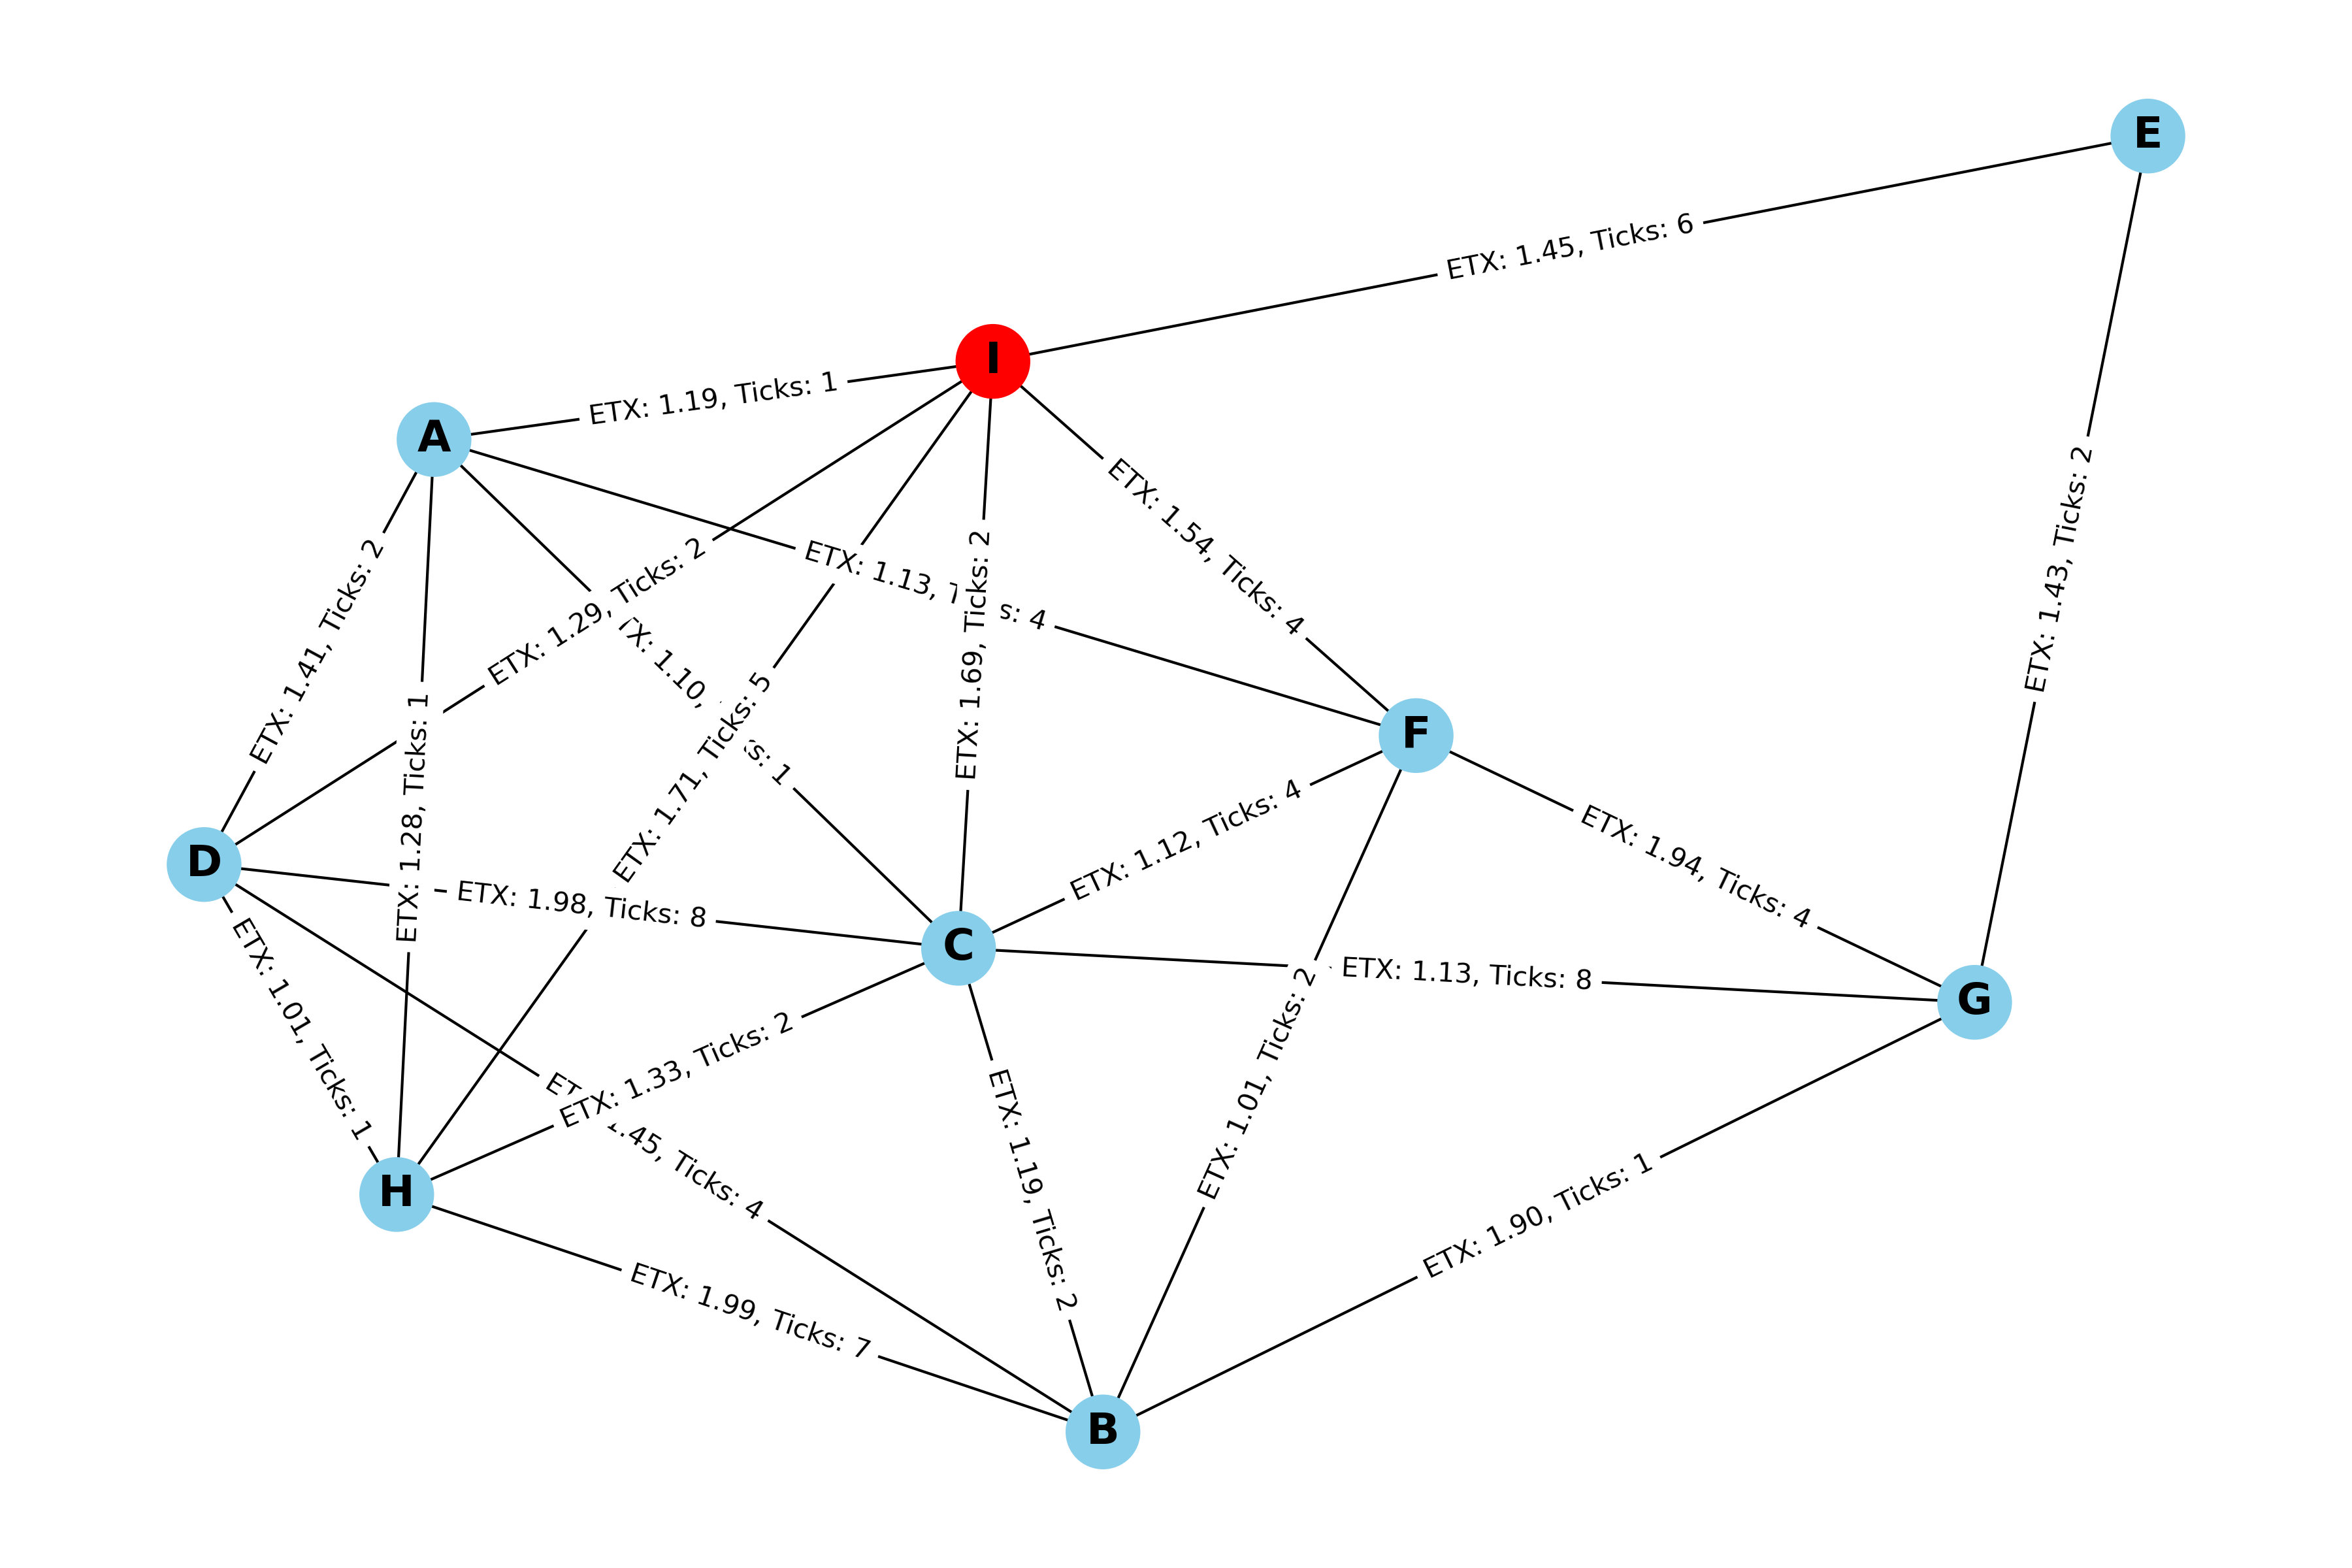 E
ETX: 1.45, Ticks: 6
I
ETX: 1.19, Ticks: 1
A
ETX: 1.54, Ticks: 4
ETX: 1.43, Ticks: 2
ETX: 1.13, : 4
ETX: 1.69, Ticks: 2
ETX: 1.29, Ticks: 2
ETX: 1.41, Ticks: 2
1.10, : 1
ETX: 1.71, Ticks: 5
ETX: 1.28, Ticks: 1
F
ETX: 1.12, Ticks: 4
ETX: 1.94, Ticks: 4
D
ETX: 1.98, Ticks: 8
C
ETX: 1.13, Ticks: 8
G
ETX: 1.01, Ticks: 1
ETX: 1.33, Ticks: 2
ETX: 1.01, Ticks: 2
.45, Ticks: 4
H
ETX: 1.19, Ticks: 2
ETX: 1.90, Ticks: 1
ETX: 1.99, Ticks: 7
B